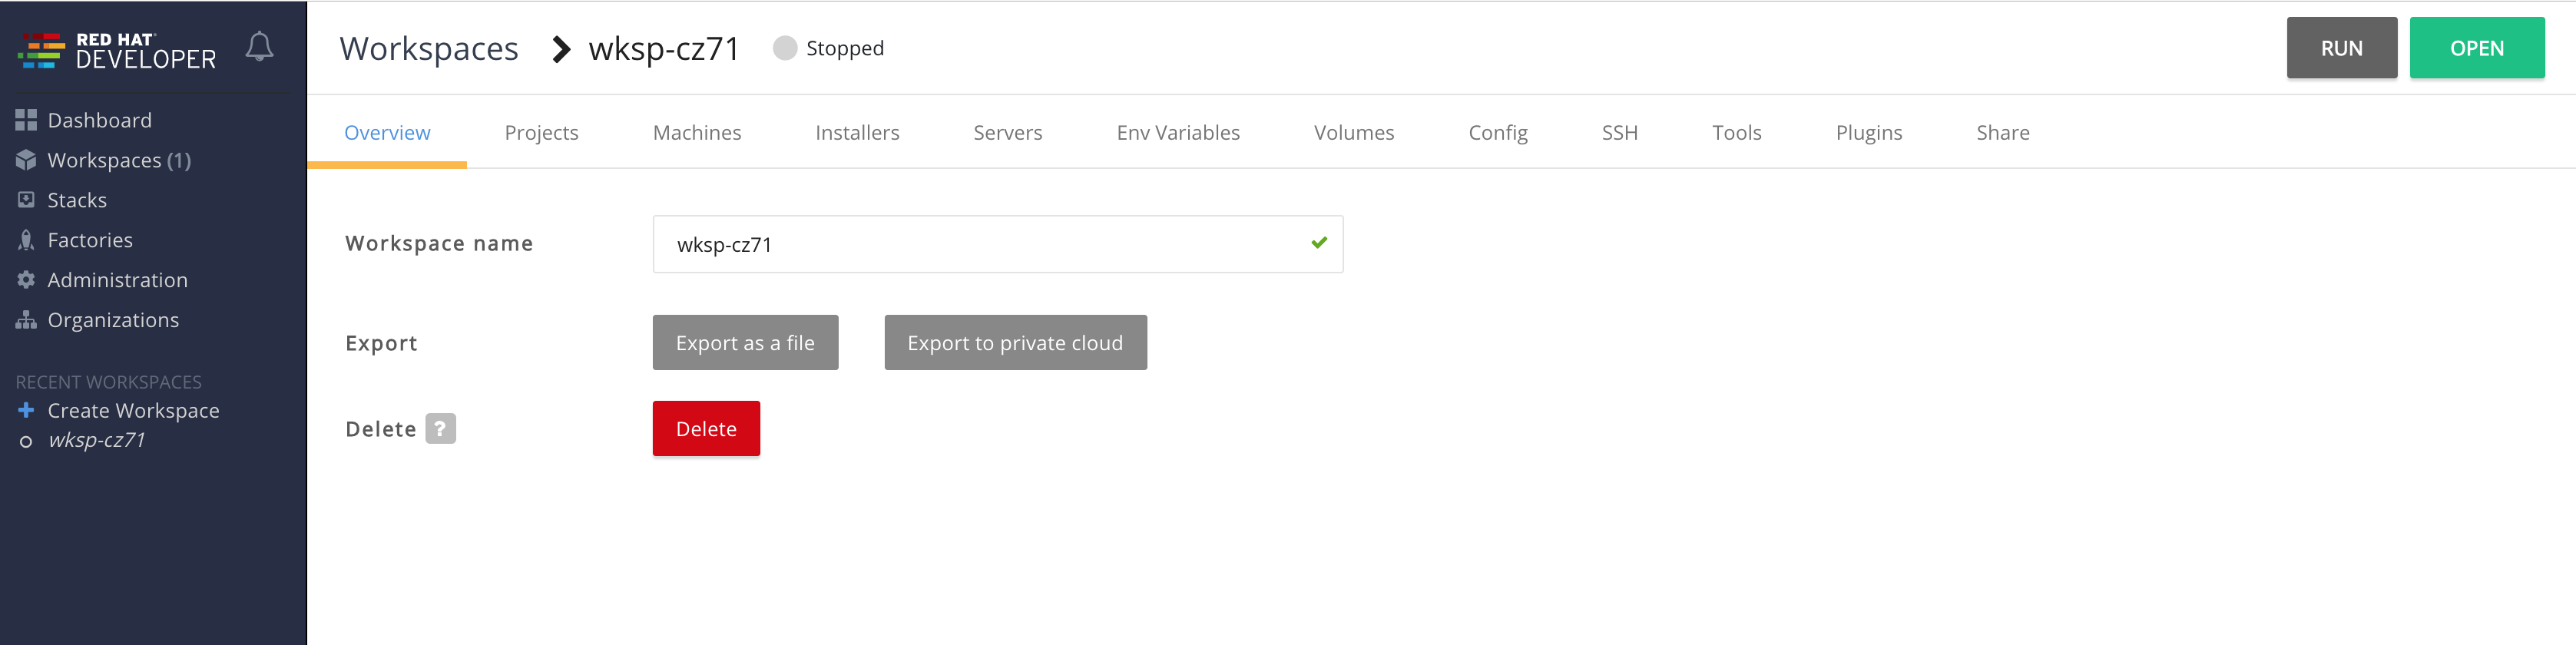 RED HAT
DEVELOPER
Dashboard
Workspaces (1)
Stacks
Factories
Administration
Organizations
RECENT WORKSPACES
Create Workspace
wksp-cz71
Workspaces wksp-cz71 Stopped
RUN OPEN
Overview Projects Machines Installers Servers Env Variables Volumes Config SSH Tools Plugins Share
Workspace name wksp-cz71
Export Export as a file Export to private cloud
Delete ? Delete